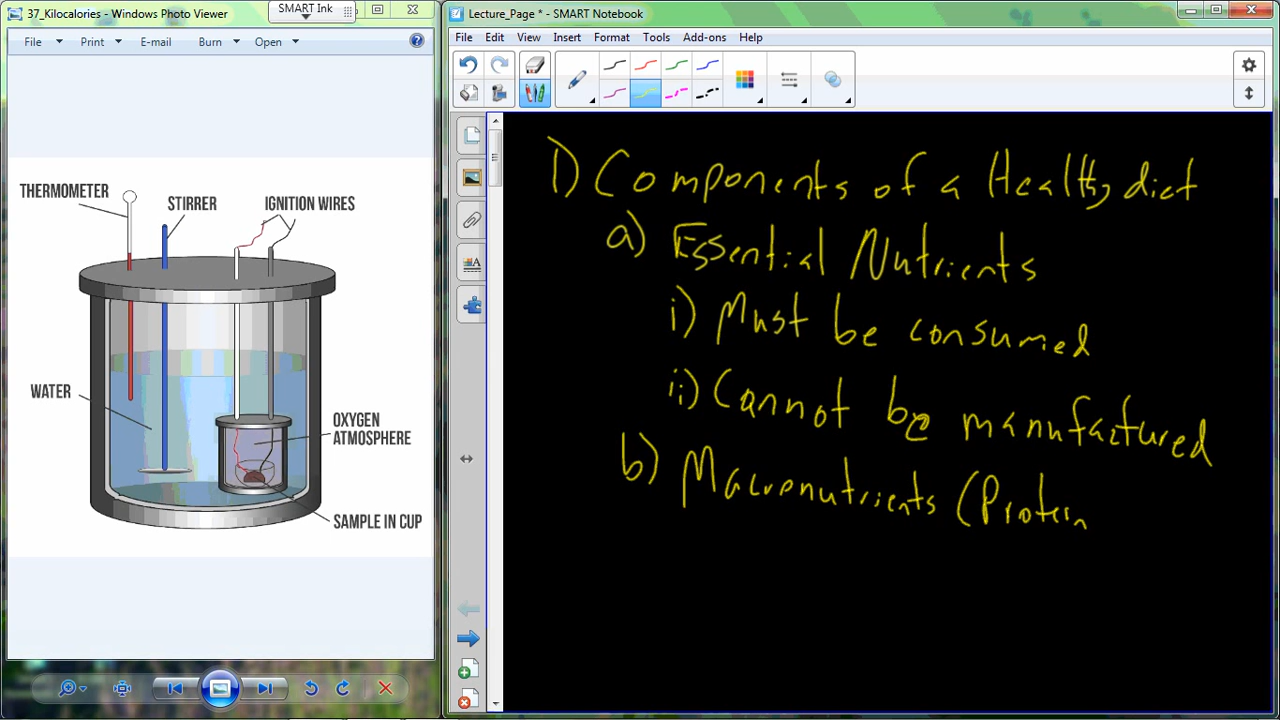 37_Kilocalories - Windows Photo Viewer
SMART Ink
File Print E-mail Burn Open
THERMOMETER
STIRRER
IGNITION WIRES
WATER
OXYGEN
ATMOSPHERE
SAMPLE IN CUP
Lecture_Page * - SMART Notebook
File Edit View Insert Format Tools Add-ons Help
1) Components of a Healthy diet
a) Essential Nutrients
i) Must be consumed
ii) Cannot be manufactured
b) Macronutrients (Protein